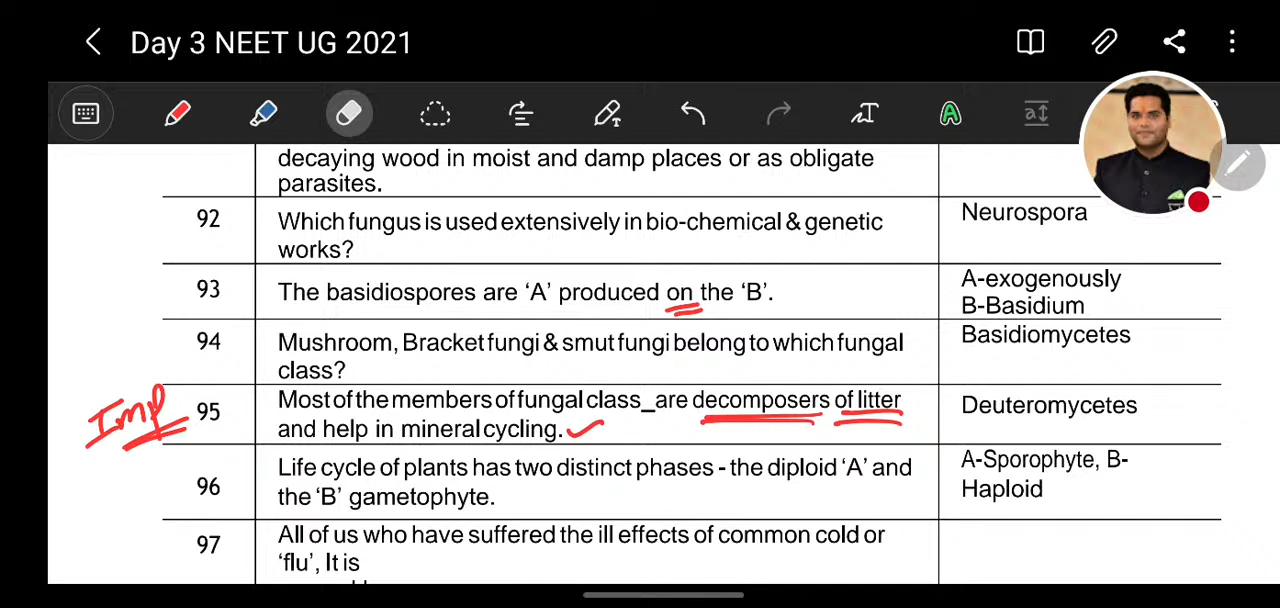 Day 3 NEET UG 2021
decaying wood in moist and damp places or as obligate
parasites.
92 Which fungus is used extensively in bio-chemical & genetic Neurospora
works?
93 The basidiospores are ‘A’ produced on the ‘B’. A-exogenously
B-Basidium
94 Mushroom, Bracket fungi & smut fungi belong to which fungal Basidiomycetes
class?
Imp 95 Most of the members of fungal class_are decomposers of litter Deuteromycetes
and help in mineral cycling.
96 Life cycle of plants has two distinct phases - the diploid ‘A’ and A-Sporophyte, B-
the ‘B’ gametophyte. Haploid
97 All of us who have suffered the ill effects of common cold or
‘flu’, It is